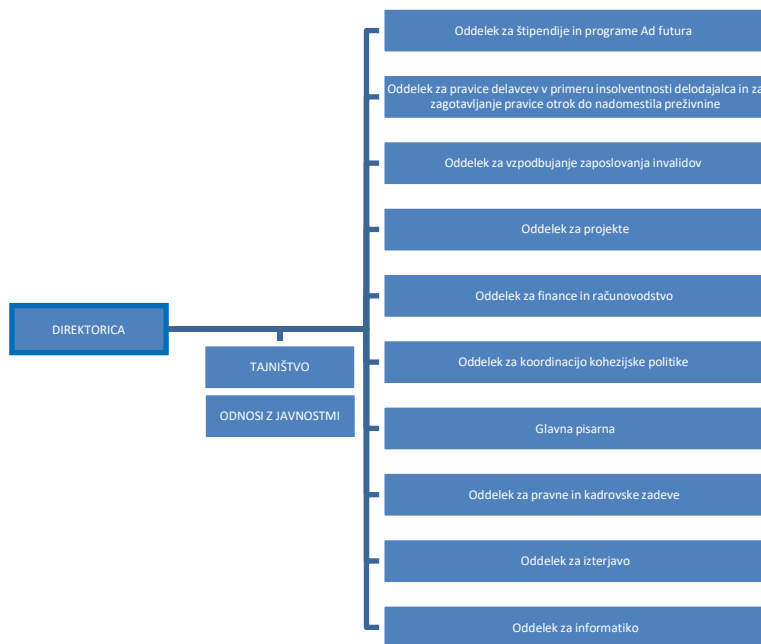 Oddelek za štipendije in programe Ad futura
Oddelek za pravice delavcev v primeru insolventnosti delodajalca in za
zagotavljanje pravice otrok do nadomestila preživnine
Oddelek za vzpodbujanje zaposlovanja invalidov
Oddelek za projekte
Oddelek za finance in računovodstvo
DIREKTORICA
TAJNIŠTVO
Oddelek za koordinacijo kohezijske politike
ODNOSI Z JAVNOSTMI
Glavna pisarna
Oddelek za pravne in kadrovske zadeve
Oddelek za izterjavo
Oddelek za informatiko